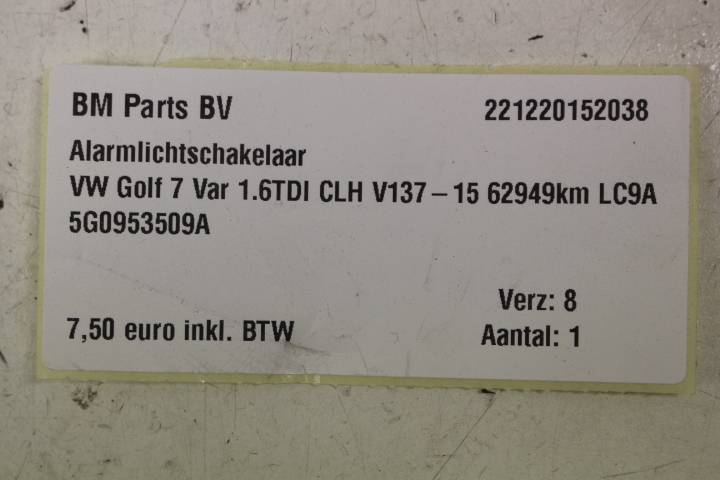 BM Parts BV 221220152038
Alarmlichtschakelaar
VW Golf 7 Var 1.6TDI CLH V137–15 62949km LC9A
5G0953509A
Verz: 8
7,50 euro inkl. BTW Aantal: 1